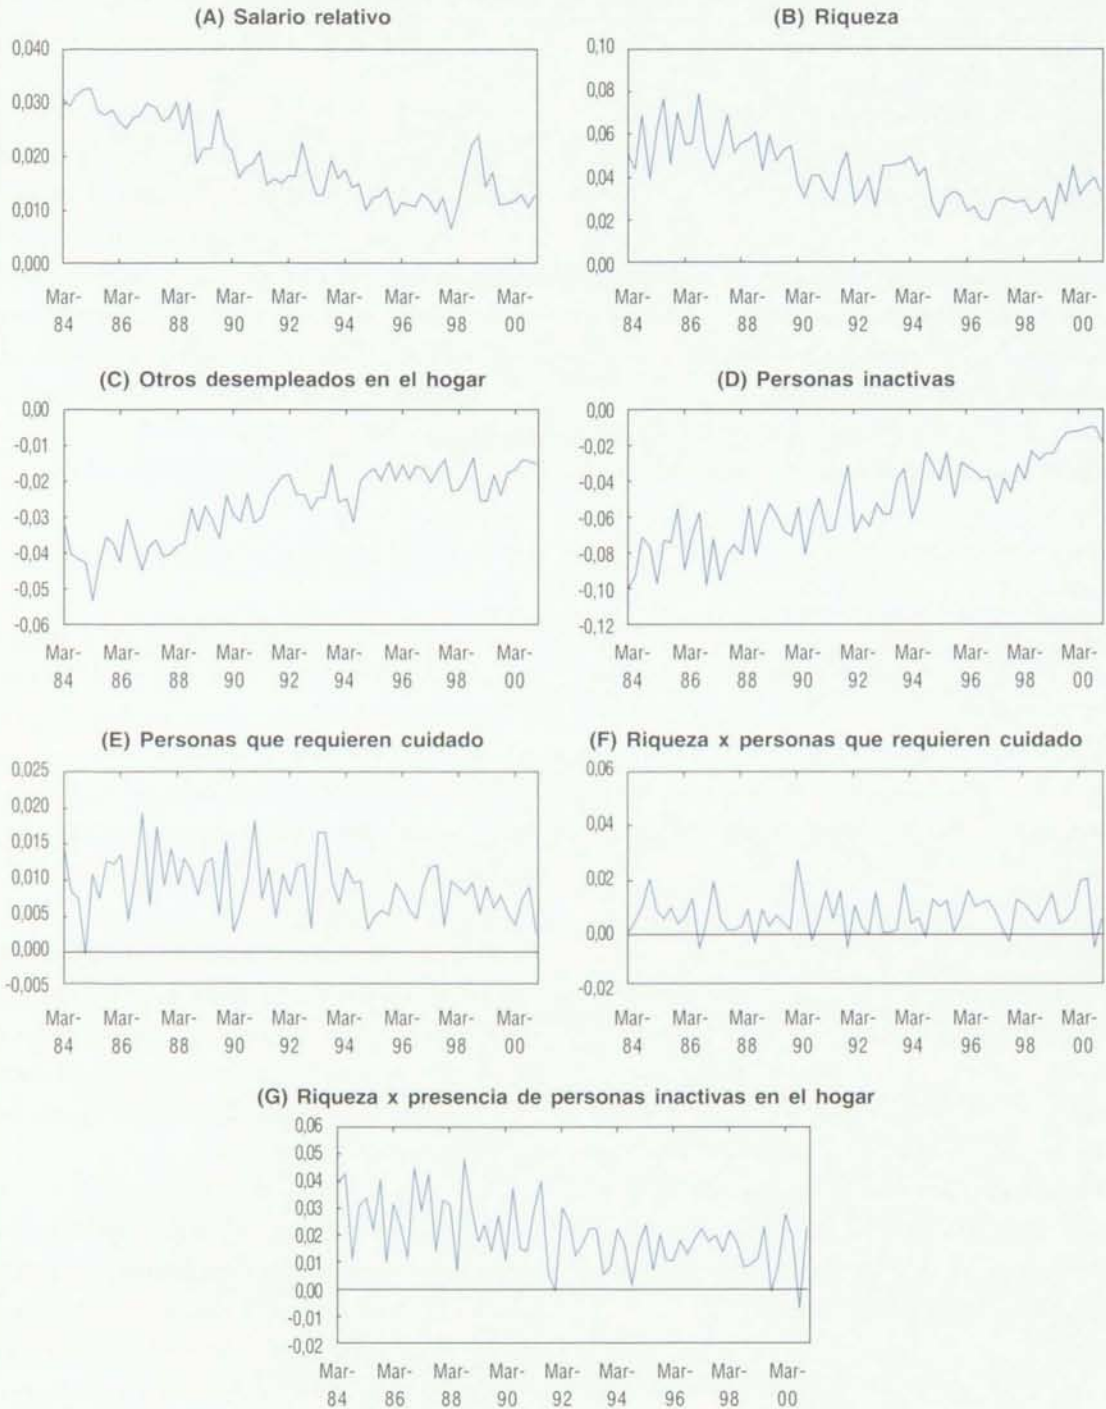 (A) Salario relativo
0,040
0,030
0,020
0,010
0,000
Mar- Mar- Mar- Mar- Mar- Mar- Mar- Mar- Mar-
84 86 88 90 92 94 96 98 00
(B) Riqueza
0,10
0,08
0,06
0,04
0,02
0,00
Mar- Mar- Mar- Mar- Mar- Mar- Mar- Mar- Mar-
84 86 88 90 92 94 96 98 00
(C) Otros desempleados en el hogar
0,00
-0,01
-0,02
-0,03
-0,04
-0,05
-0,06
Mar- Mar- Mar- Mar- Mar- Mar- Mar- Mar- Mar-
84 86 88 90 92 94 96 98 00
(D) Personas inactivas
0,00
-0,02
-0,04
-0,06
-0,08
-0,10
-0,12
Mar- Mar- Mar- Mar- Mar- Mar- Mar- Mar- Mar-
84 86 88 90 92 94 96 98 00
(E) Personas que requieren cuidado
0,025
0,020
0,015
0,010
0,005
0,000
-0,005
Mar- Mar- Mar- Mar- Mar- Mar- Mar- Mar- Mar-
84 86 88 90 92 94 96 98 00
(F) Riqueza x personas que requieren cuidado
0,06
0,04
0,02
0,00
-0,02
Mar- Mar- Mar- Mar- Mar- Mar- Mar- Mar- Mar-
84 86 88 90 92 94 96 98 00
(G) Riqueza x presencia de personas inactivas en el hogar
0,06
0,05
0,04
0,03
0,02
0,01
0,00
-0,01
-0,02
Mar- Mar- Mar- Mar- Mar- Mar- Mar- Mar- Mar-
84 86 88 90 92 94 96 98 00